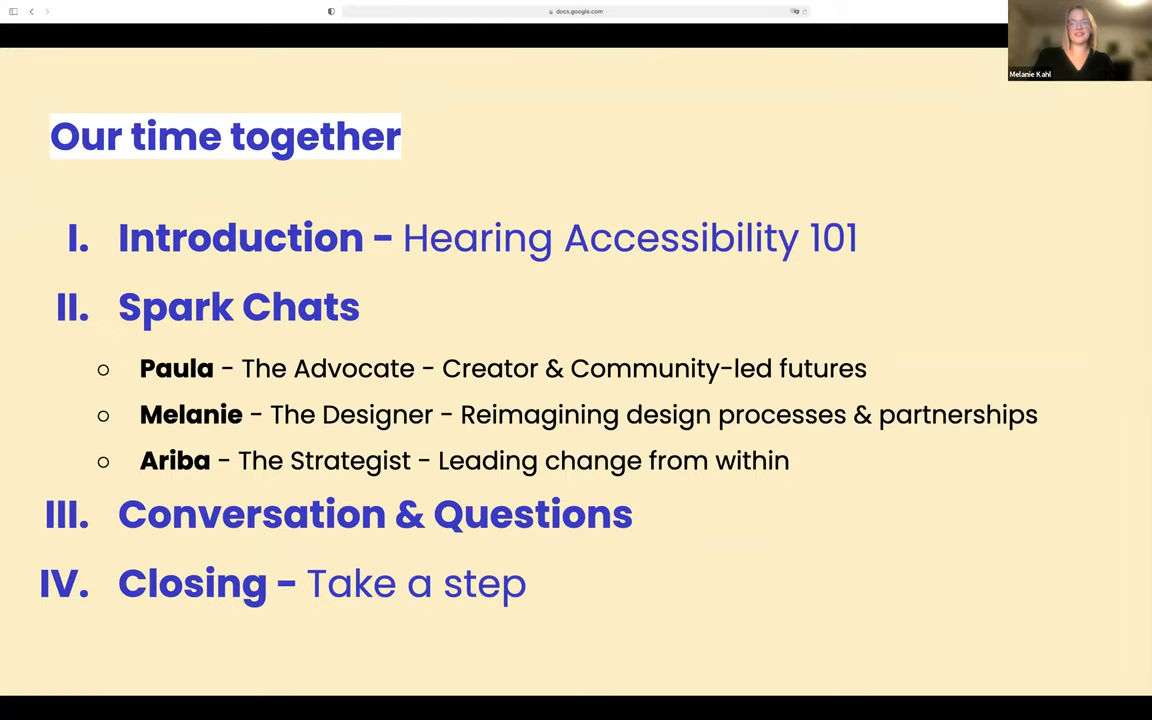 docs.google.com
Melanie Kahl
Our time together
I. Introduction - Hearing Accessibility 101
II. Spark Chats
○ Paula - The Advocate - Creator & Community-led futures
○ Melanie - The Designer - Reimagining design processes & partnerships
○ Ariba - The Strategist - Leading change from within
III. Conversation & Questions
IV. Closing - Take a step